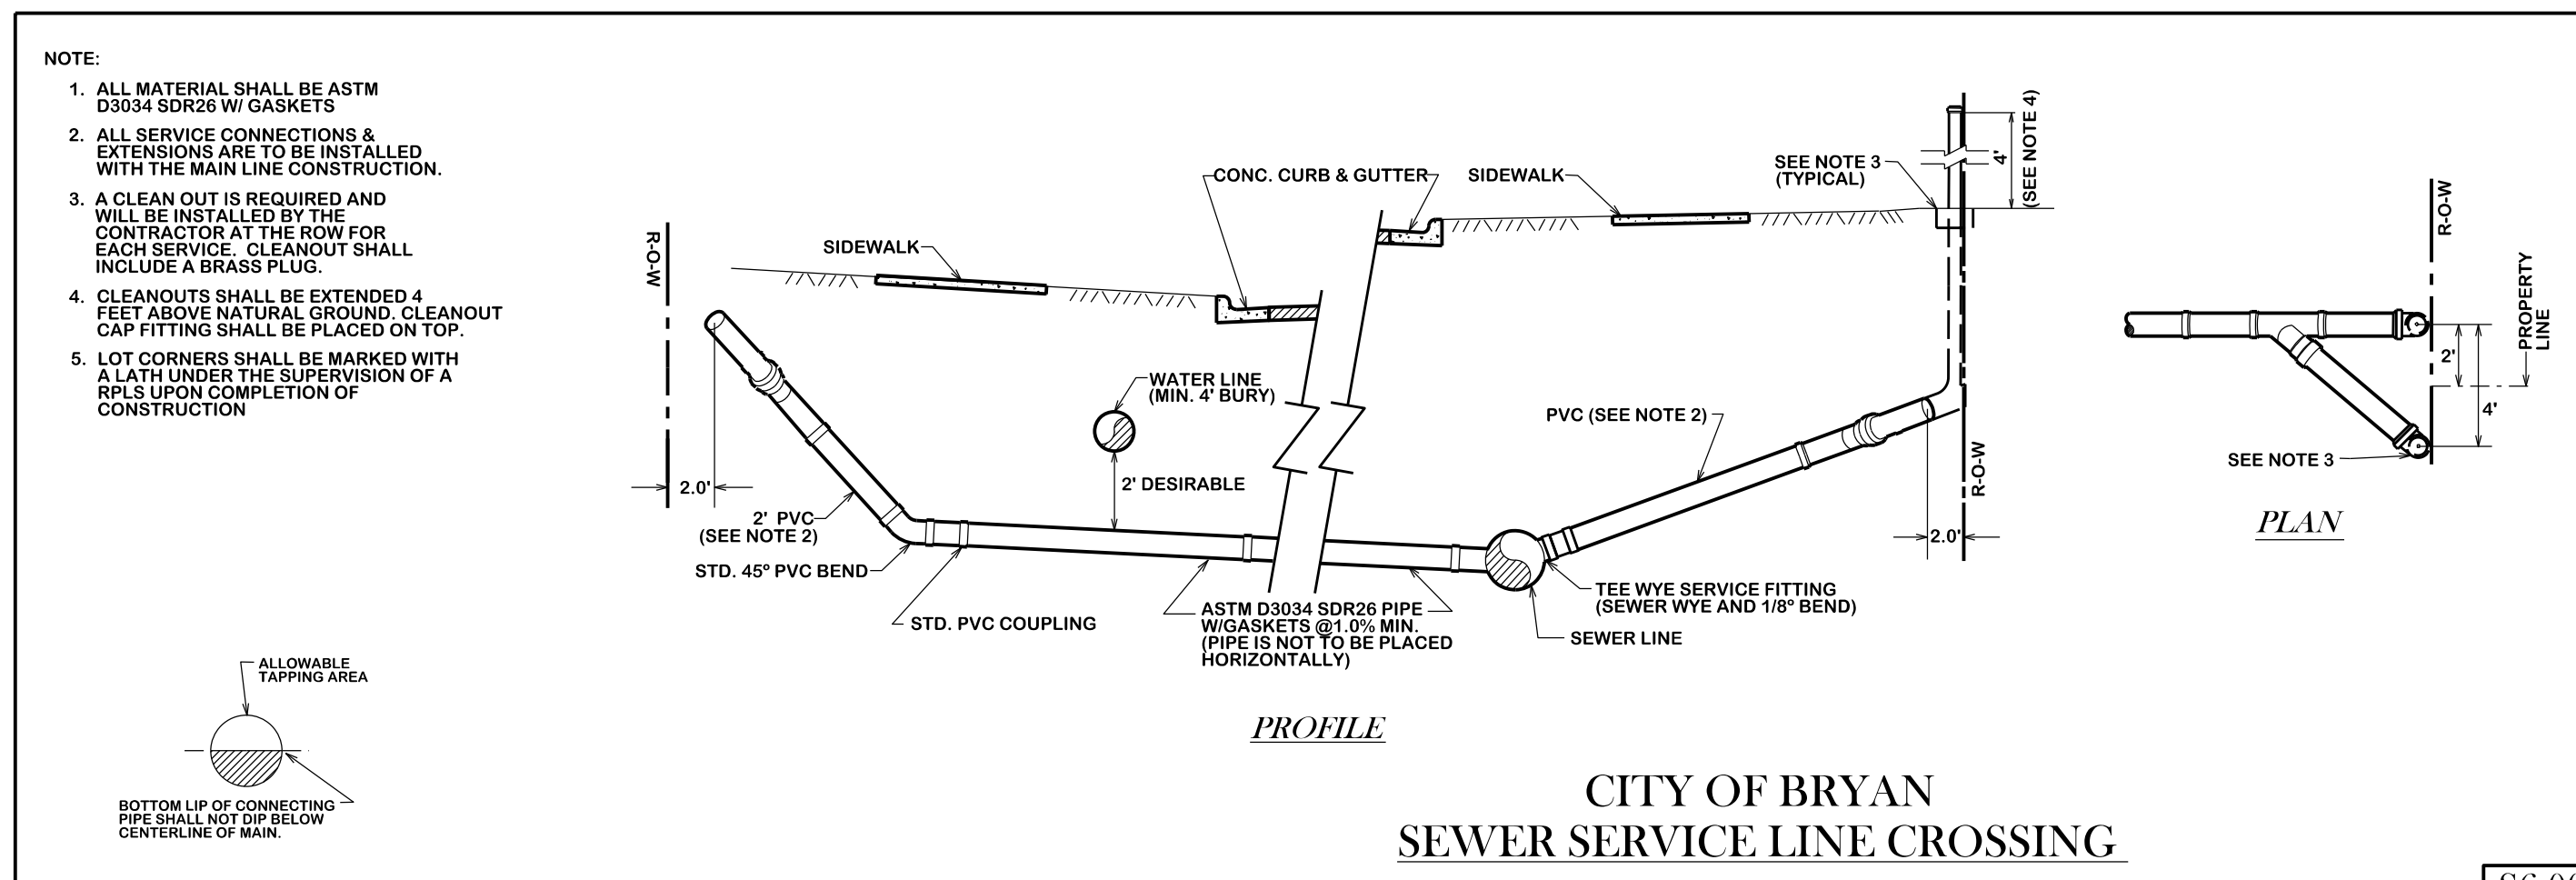 NOTE:
1. ALL MATERIAL SHALL BE ASTM
D3034 SDR26 W/ GASKETS
2. ALL SERVICE CONNECTIONS &
EXTENSIONS ARE TO BE INSTALLED
WITH THE MAIN LINE CONSTRUCTION.
3. A CLEAN OUT IS REQUIRED AND
WILL BE INSTALLED BY THE
CONTRACTOR AT THE ROW FOR
EACH SERVICE. CLEANOUT SHALL
INCLUDE A BRASS PLUG.
4. CLEANOUTS SHALL BE EXTENDED 4
FEET ABOVE NATURAL GROUND. CLEANOUT
CAP FITTING SHALL BE PLACED ON TOP.
5. LOT CORNERS SHALL BE MARKED WITH
A LATH UNDER THE SUPERVISION OF A
RPLS UPON COMPLETION OF
CONSTRUCTION
ALLOWABLE
TAPPING AREA
BOTTOM LIP OF CONNECTING
PIPE SHALL NOT DIP BELOW
CENTERLINE OF MAIN.
R-O-W
SIDEWALK
CONC. CURB & GUTTER
SIDEWALK
SEE NOTE 3
(TYPICAL)
4'
(SEE NOTE 4)
WATER LINE
(MIN. 4' BURY)
2' DESIRABLE
PVC (SEE NOTE 2)
R-O-W
2.0'
2' PVC
(SEE NOTE 2)
STD. 45° PVC BEND
STD. PVC COUPLING
ASTM D3034 SDR26 PIPE
W/GASKETS @1.0% MIN.
(PIPE IS NOT TO BE PLACED
HORIZONTALLY)
2.0'
TEE WYE SERVICE FITTING
(SEWER WYE AND 1/8° BEND)
SEWER LINE
PROFILE
R-O-W
PROPERTY
LINE
2'
4'
SEE NOTE 3
PLAN
CITY OF BRYAN
SEWER SERVICE LINE CROSSING